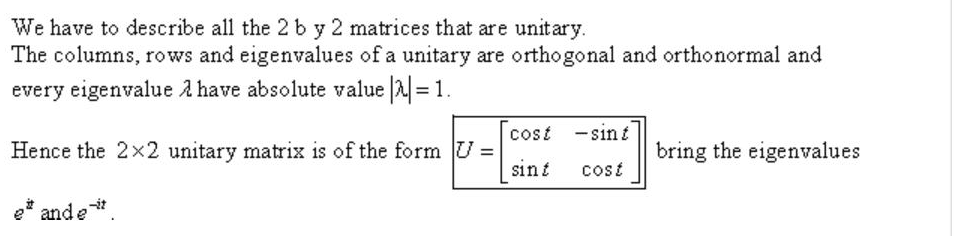 We have to describe all the 2 b y 2 matrices that are unitary.
The columns, rows and eigenvalues of a unitary are orthogonal and orthonormal and
every eigenvalue λ have absolute value |λ| = 1.
Hence the 2×2 unitary matrix is of the form U = [cos t −sin t; sin t cos t] bring the eigenvalues
e^{it} and e^{−it}.